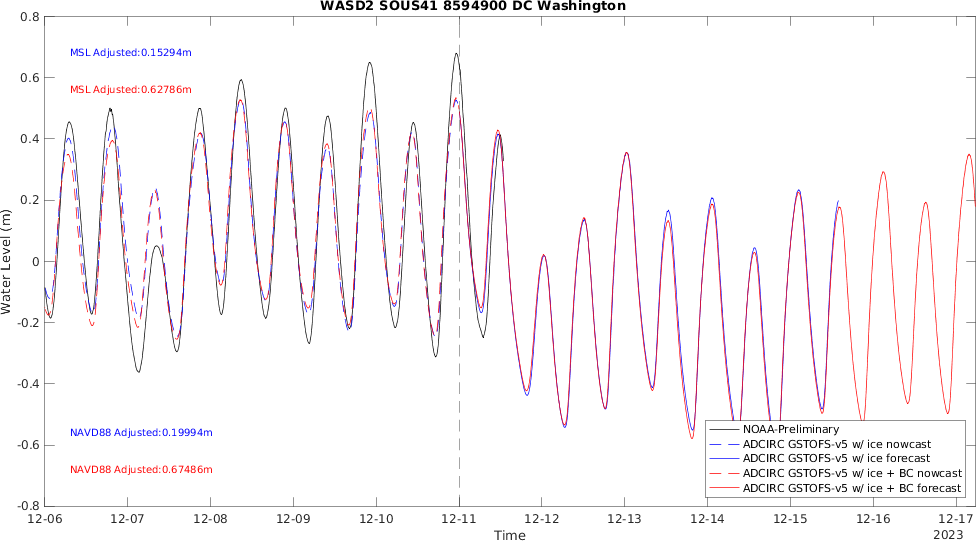 WASD2 SOUS41 8594900 DC Washington
0.8
0.6
0.4
0.2
0
-0.2
-0.4
-0.6
-0.8
Water Level (m)
MSL Adjusted:0.15294m
MSL Adjusted:0.62786m
NAVD88 Adjusted:0.19994m
NAVD88 Adjusted:0.67486m
NOAA-Preliminary
ADCIRC GSTOFS-v5 w/ ice nowcast
ADCIRC GSTOFS-v5 w/ ice forecast
ADCIRC GSTOFS-v5 w/ ice + BC nowcast
ADCIRC GSTOFS-v5 w/ ice + BC forecast
12-06 12-07 12-08 12-09 12-10 12-11 12-12 12-13 12-14 12-15 12-16 12-17
Time
2023